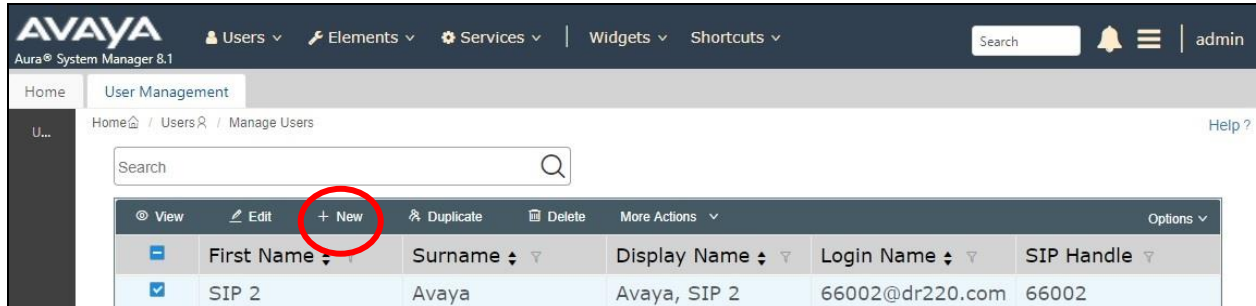 AVAYA
Aura® System Manager 8.1
Users Elements Services | Widgets Shortcuts Search | admin
Home User Management
U... Home / Users / Manage Users Help ?
Search
View Edit + New Duplicate Delete More Actions Options
First Name Surname Display Name Login Name SIP Handle
SIP 2 Avaya Avaya, SIP 2 66002@dr220.com 66002